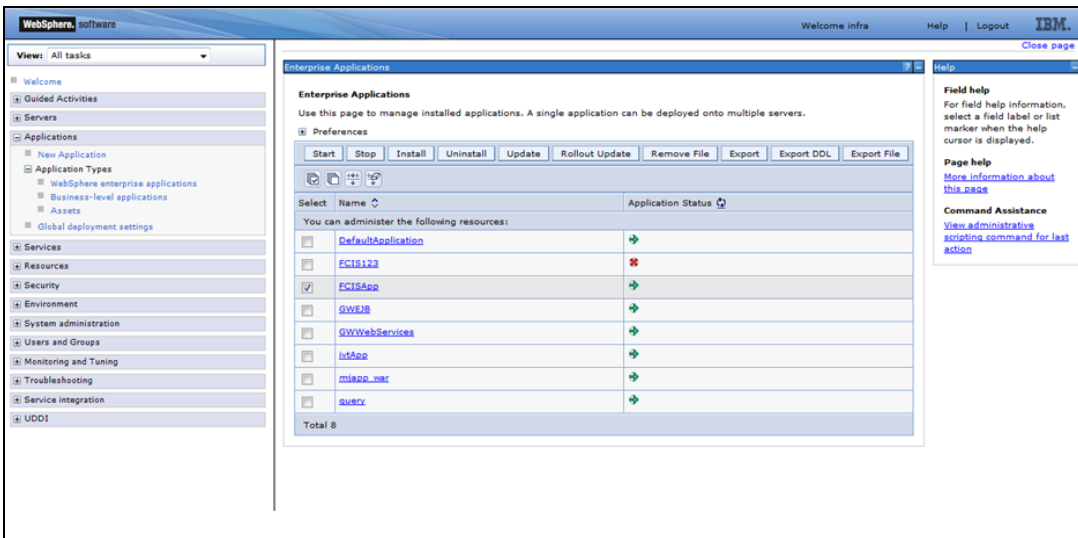 WebSphere. software
Welcome infra
Help | Logout
IBM.
Close page
View: All tasks
Welcome
Guided Activities
Servers
Applications
New Application
Application Types
WebSphere enterprise applications
Business-level applications
Assets
Global deployment settings
Services
Resources
Security
Environment
System administration
Users and Groups
Monitoring and Tuning
Troubleshooting
Service integration
UDDI
Enterprise Applications
Enterprise Applications
Use this page to manage installed applications. A single application can be deployed onto multiple servers.
Preferences
Start Stop Install Uninstall Update Rollout Update Remove File Export Export DDL Export File
Select Name Application Status
You can administer the following resources:
DefaultApplication
FCIS123
FCISApp
GWEJB
GWWebServices
ivtApp
mjapp_war
query
Total 8
Help
Field help
For field help information,
select a field label or list
marker when the help
cursor is displayed.
Page help
More information about
this page
Command Assistance
View administrative
scripting command for last
action